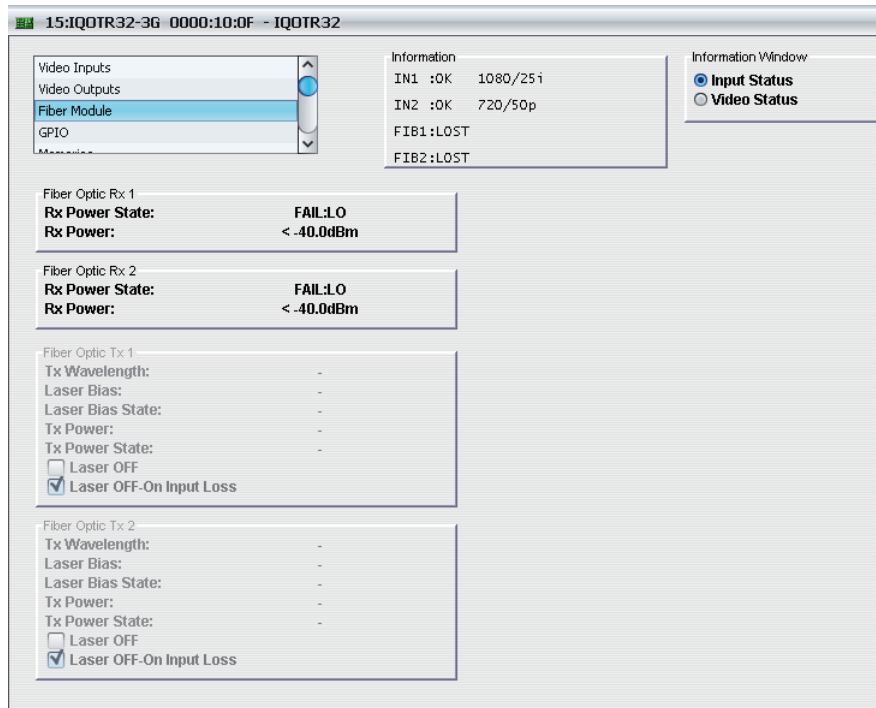 15:IQOTR32-3G 0000:10:0F - IQOTR32
Video Inputs
Video Outputs
Fiber Module
GPIO
Memories
Information
IN1 :OK 1080/25i
IN2 :OK 720/50p
FIB1:LOST
FIB2:LOST
Information Window
Input Status
Video Status
Fiber Optic Rx 1
Rx Power State: FAIL:LO
Rx Power: < -40.0dBm
Fiber Optic Rx 2
Rx Power State: FAIL:LO
Rx Power: < -40.0dBm
Fiber Optic Tx 1
Tx Wavelength: -
Laser Bias: -
Laser Bias State: -
Tx Power: -
Tx Power State: -
Laser OFF
Laser OFF-On Input Loss
Fiber Optic Tx 2
Tx Wavelength: -
Laser Bias: -
Laser Bias State: -
Tx Power: -
Tx Power State: -
Laser OFF
Laser OFF-On Input Loss